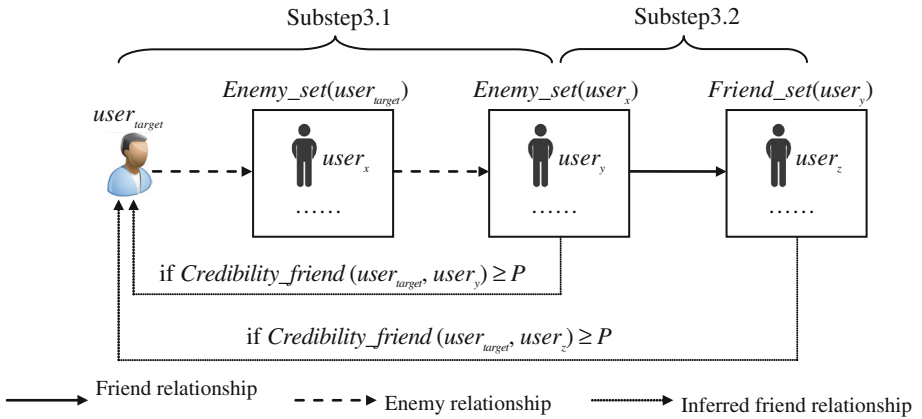 Substep3.1 Substep3.2
Enemy_set(user_target) Enemy_set(user_x) Friend_set(user_y)
user_target
user_x user_y user_z
...... ...... ......
if Credibility_friend (user_target, user_y) ≥ P
if Credibility_friend (user_target, user_z) ≥ P
Friend relationship Enemy relationship Inferred friend relationship